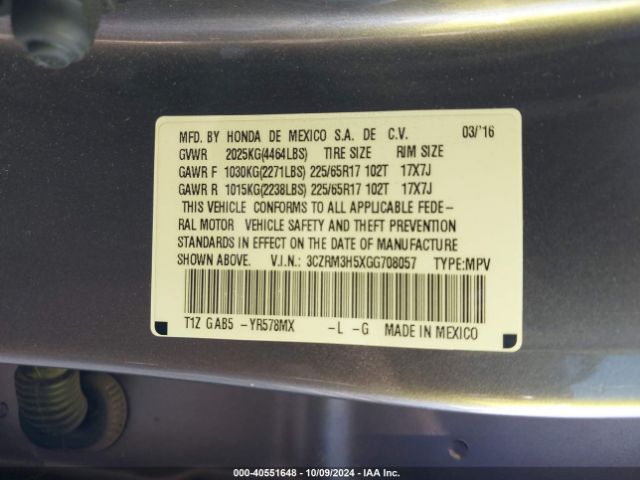 MFD. BY HONDA DE MEXICO S.A. DE C.V. 03/'16
GVWR 2025KG(4464LBS) TIRE SIZE RIM SIZE
GAWR F 1030KG(2271LBS) 225/65R17 102T 17X7J
GAWR R 1015KG(2238LBS) 225/65R17 102T 17X7J
THIS VEHICLE CONFORMS TO ALL APPLICABLE FEDE-
RAL MOTOR VEHICLE SAFETY AND THEFT PREVENTION
STANDARDS IN EFFECT ON THE DATE OF MANUFACTURE
SHOWN ABOVE. V.I.N.: 3CZRM3H5XGG708057 TYPE:MPV
T1Z GAB5 -YR578MX -L -G MADE IN MEXICO
000-40551648 - 10/09/2024 - IAA Inc.